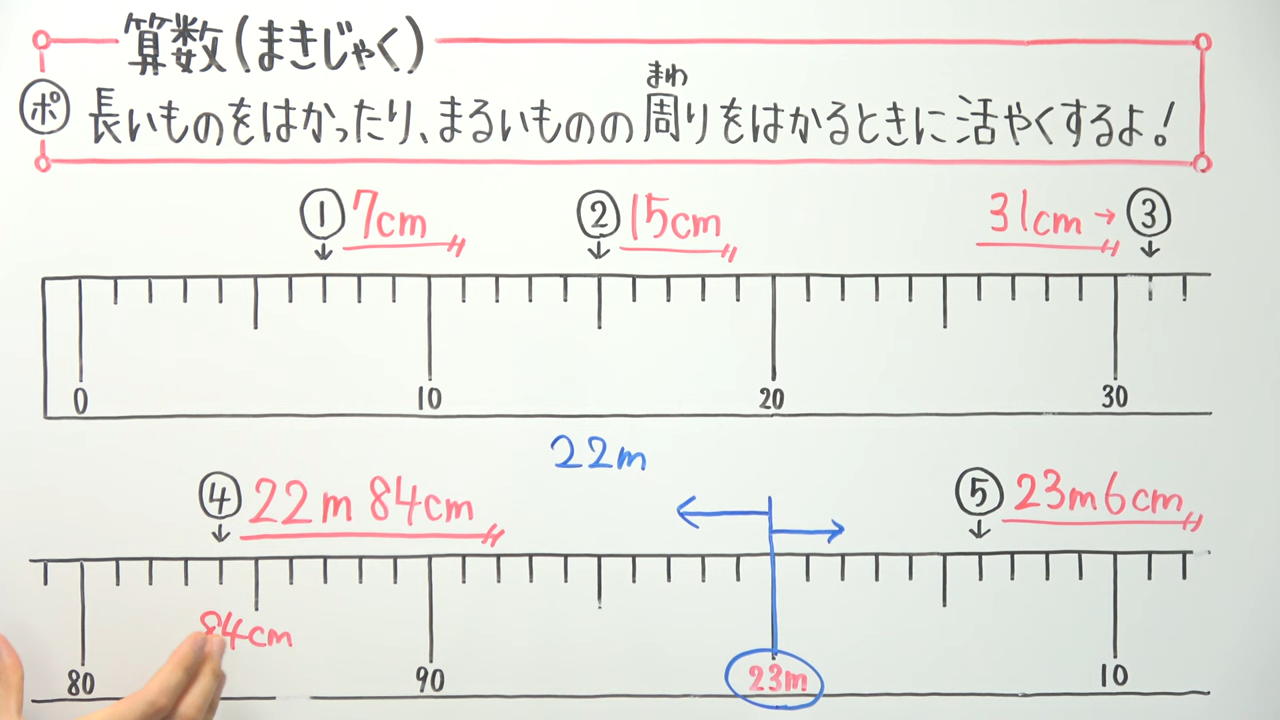 算数(まきじゃく)
ポ 長いものをはかったり、まるいものの周りをはかるときに活やくするよ!
まわ
① 7cm ② 15cm 31cm → ③
0 10 20 30
22m
④ 22m 84cm ⑤ 23m6cm
84cm
80 90 23m 10